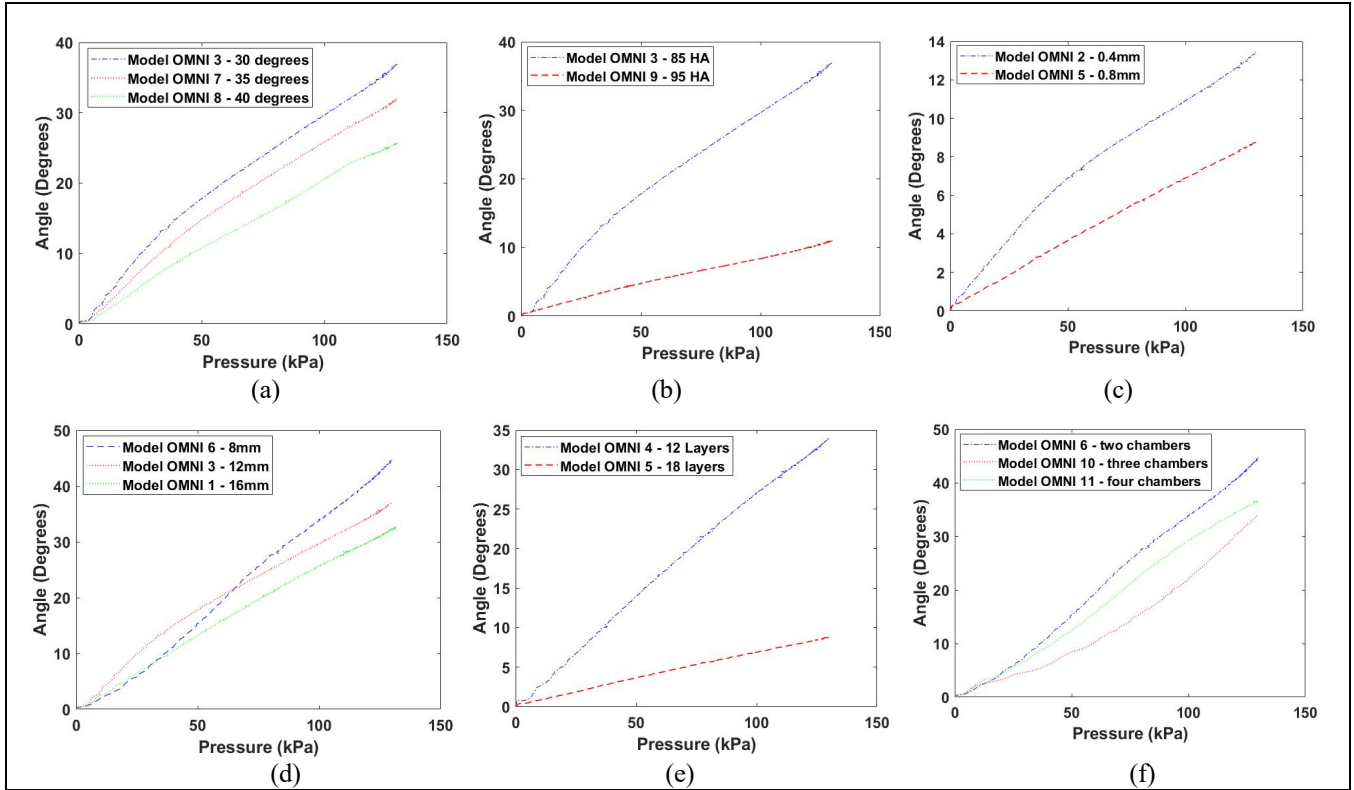 40
30
20
10
0
0 50 100 150
Angle (Degrees)
Pressure (kPa)
Model OMNI 3 - 30 degrees
Model OMNI 7 - 35 degrees
Model OMNI 8 - 40 degrees
(a)
40
30
20
10
0
0 50 100 150
Angle (Degrees)
Pressure (kPa)
Model OMNI 3 - 85 HA
Model OMNI 9 - 95 HA
(b)
14
12
10
8
6
4
2
0
0 50 100 150
Angle (Degrees)
Pressure (kPa)
Model OMNI 2 - 0.4mm
Model OMNI 5 - 0.8mm
(c)
50
40
30
20
10
0
0 50 100 150
Angle (Degrees)
Pressure (kPa)
Model OMNI 6 - 8mm
Model OMNI 3 - 12mm
Model OMNI 1 - 16mm
(d)
35
30
25
20
15
10
5
0
0 50 100 150
Angle (Degrees)
Pressure (kPa)
Model OMNI 4 - 12 Layers
Model OMNI 5 - 18 layers
(e)
50
40
30
20
10
0
0 50 100 150
Angle (Degrees)
Pressure (kPa)
Model OMNI 6 - two chambers
Model OMNI 10 - three chambers
Model OMNI 11 - four chambers
(f)